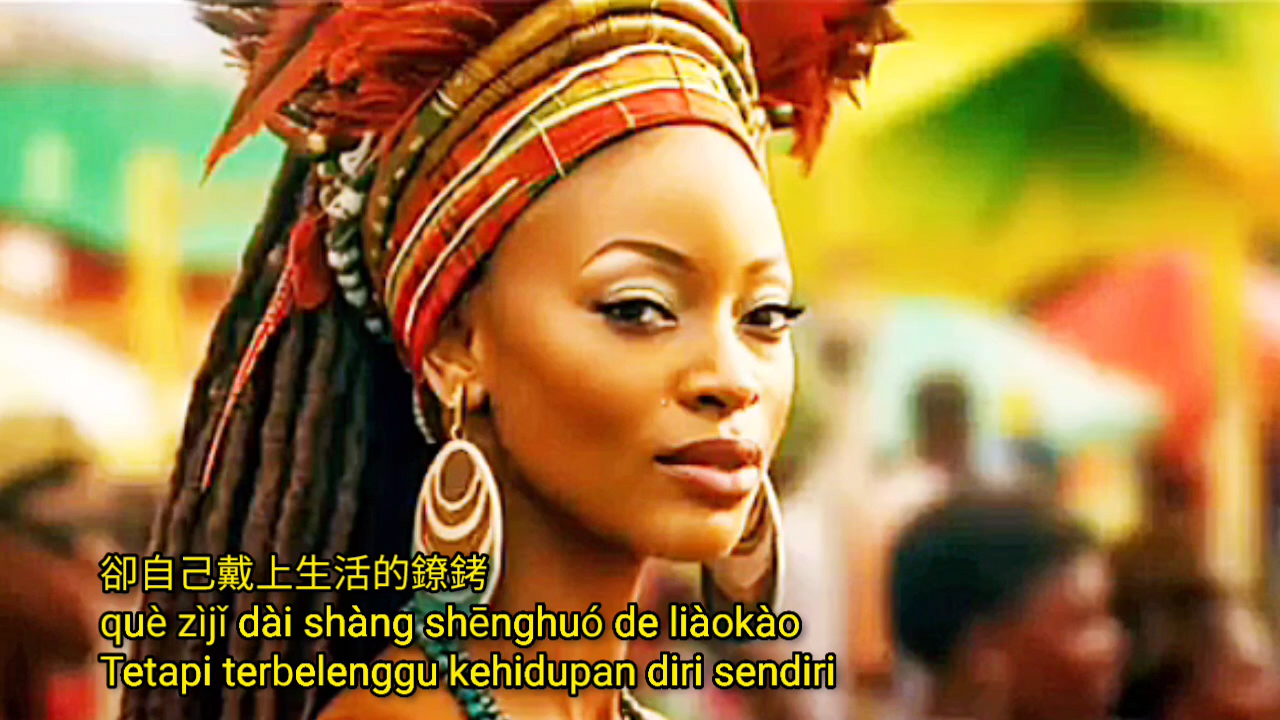 卻自己戴上生活的鐐銬
què zìjǐ dài shàng shēnghuó de liàokào
Tetapi terbelenggu kehidupan diri sendiri